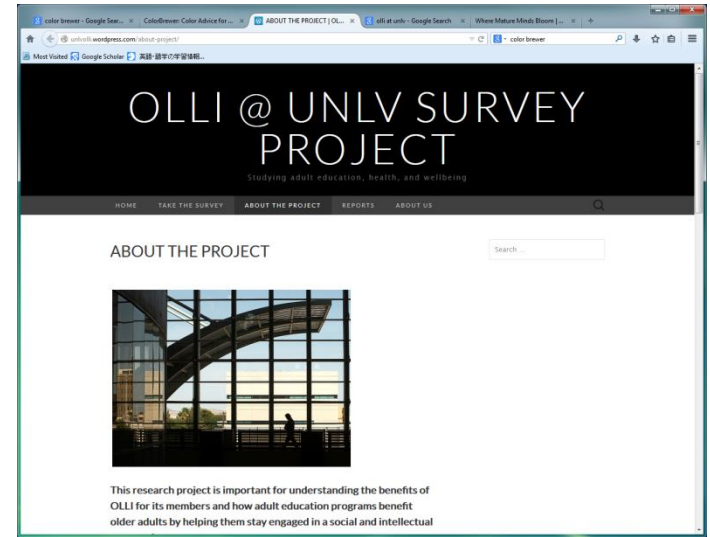 color brewer - Google Sear...
ColorBrewer: Color Advice for ...
ABOUT THE PROJECT | OL...
olli at unlv - Google Search
Where Mature Minds Bloom | ...
unlvolli.wordpress.com/about-project/
color brewer
Most Visited
Google Scholar
英語-語学の学習情報...
OLLI @ UNLV SURVEY
PROJECT
Studying adult education, health, and wellbeing
HOME TAKE THE SURVEY ABOUT THE PROJECT REPORTS ABOUT US
ABOUT THE PROJECT
Search ...
This research project is important for understanding the benefits of
OLLI for its members and how adult education programs benefit
older adults by helping them stay engaged in a social and intellectual